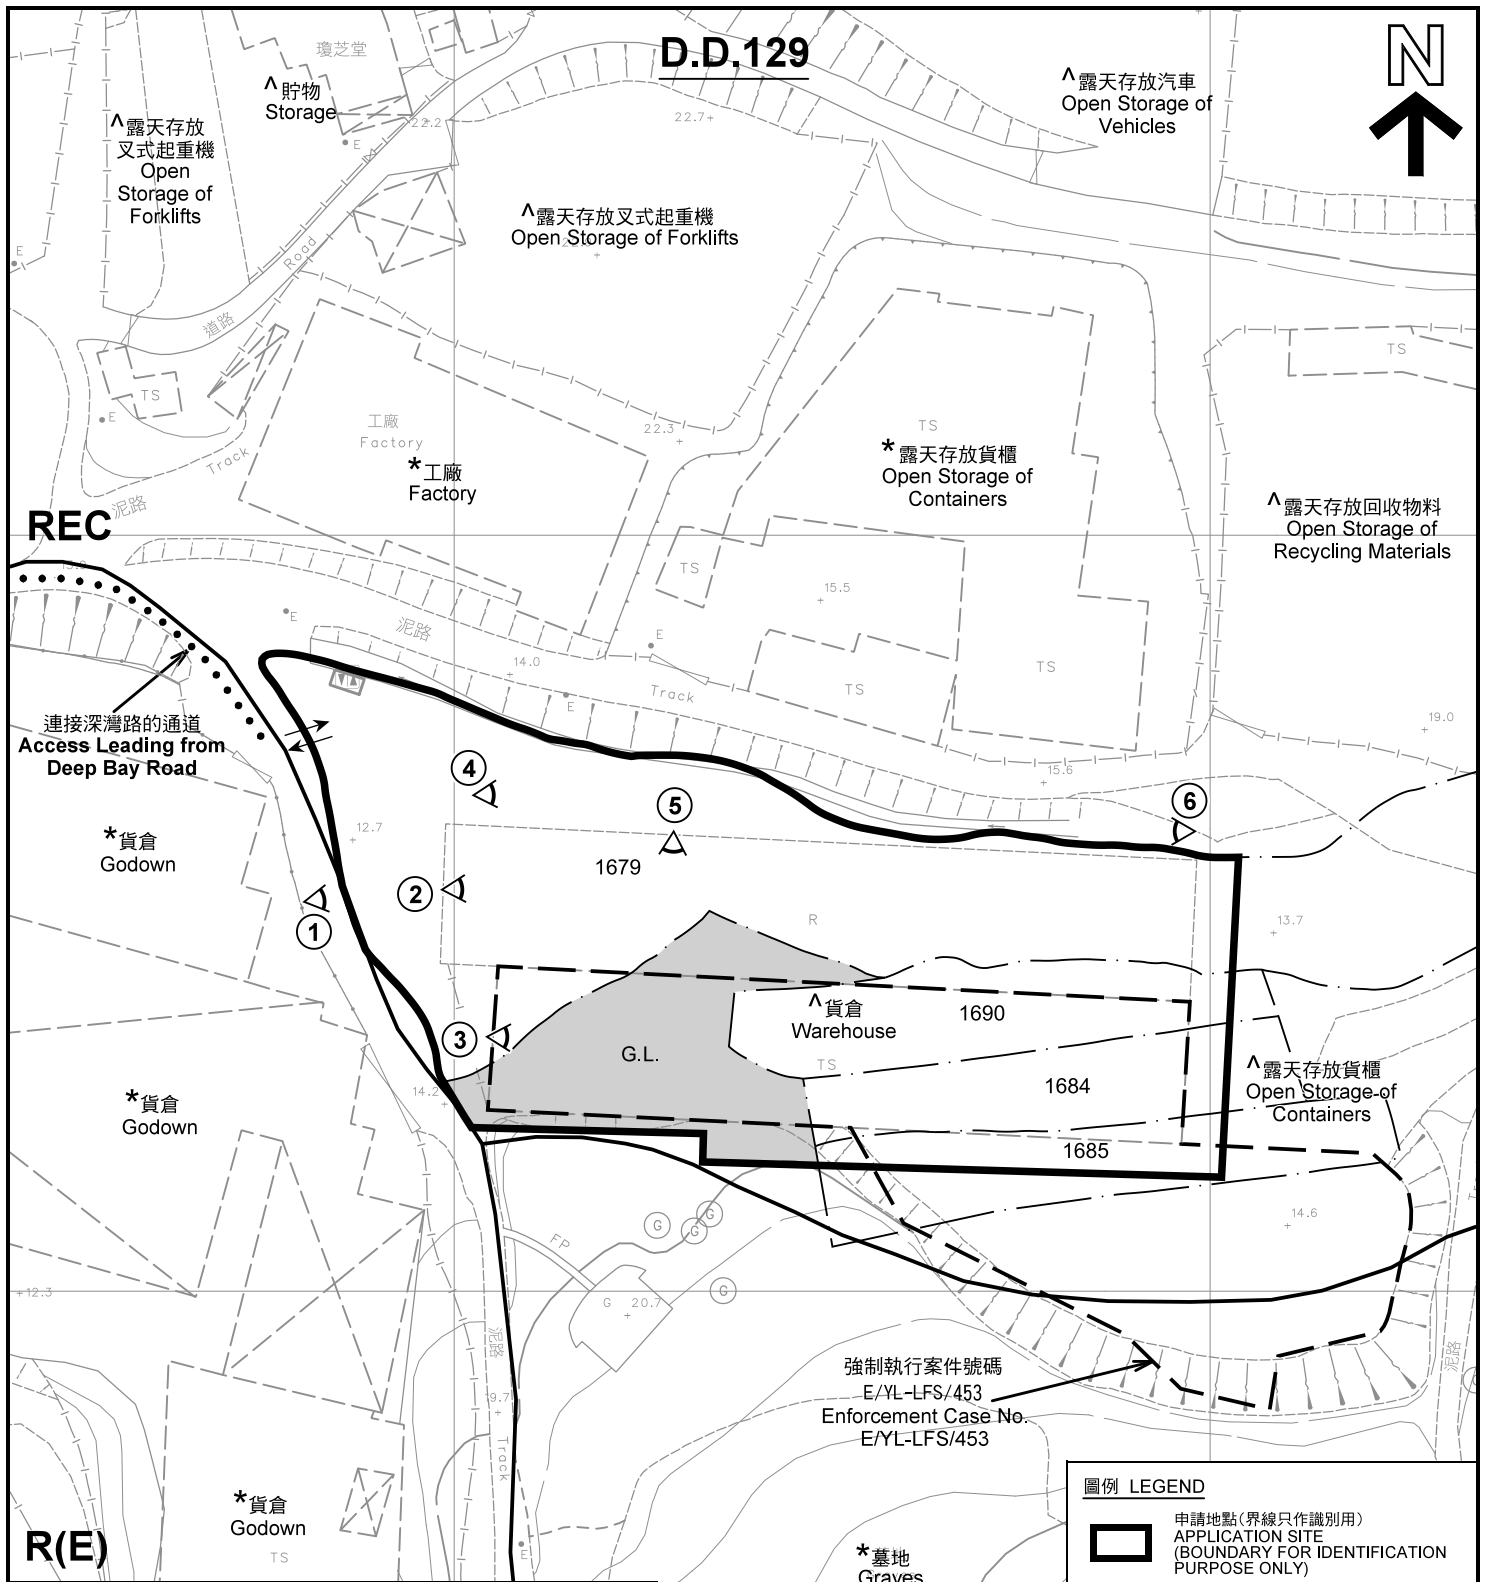 D.D.129
N
瓊芝堂
^貯物
Storage
^露天存放
叉式起重機
Open
Storage of
Forklifts
22.2
E
22.7
^露天存放汽車
Open Storage of
Vehicles
^露天存放叉式起重機
Open Storage of Forklifts
E
道路
Road
TS
E
工廠
Factory
*工廠
Factory
22.3
TS
*露天存放貨櫃
Open Storage of
Containers
TS
^露天存放回收物料
Open Storage of
Recycling Materials
Track
泥路
REC
TS
15.5
E
泥路
E
14.0
Track
E
TS
TS
19.0
15.6
連接深灣路的通道
Access Leading from
Deep Bay Road
4
5
6
12.7
*貨倉
Godown
1679
2
1
R
13.7
3
^貨倉
Warehouse
1690
G.L.
TS
1684
^露天存放貨櫃
Open Storage of
Containers
14.2
*貨倉
Godown
1685
14.6
G
G
G
G
FP
12.3
G
20.7
泥路
泥路
9.7
Track
強制執行案件號碼
E/YL-LFS/453
Enforcement Case No.
E/YL-LFS/453
*貨倉
Godown
TS
R(E)
E
*墓地
Graves
圖例 LEGEND
申請地點(界線只作識別用)
APPLICATION SITE
(BOUNDARY FOR IDENTIFICATION
PURPOSE ONLY)